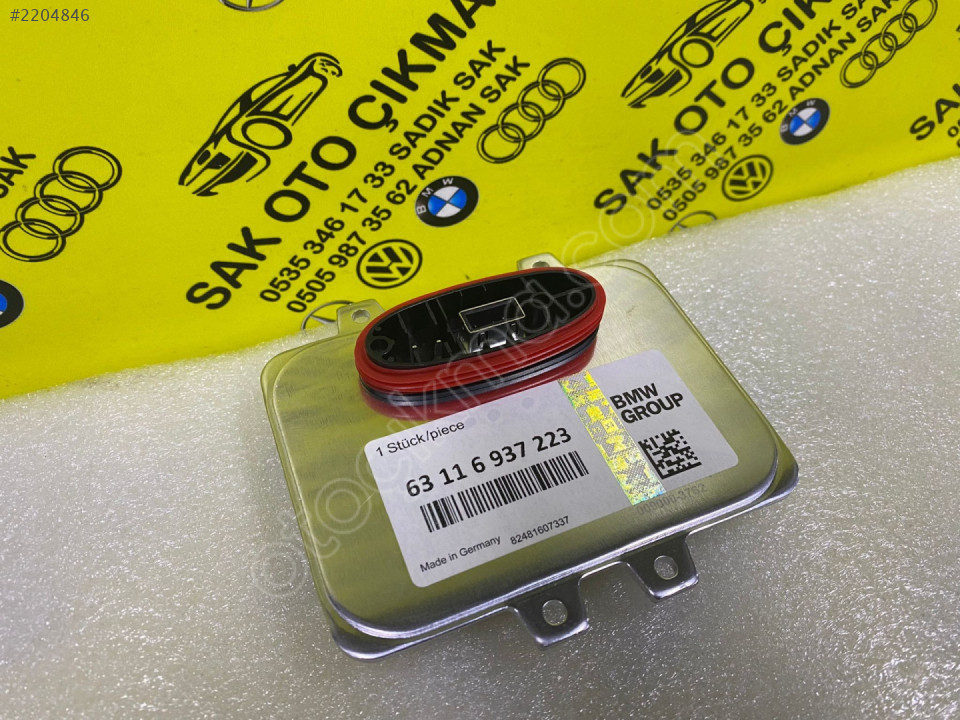 #2204846
SAK OTO ÇIKMA
0535 346 17 33 SADIK SAK
0505 987 35 62 ADNAN SAK
BMW
SAK OTO ÇIKMA
0535 346 17 33 SADIK SAK
0505 987 35 62 ADNAN SAK
BMW
SAK
1 Stück/piece
63 11 6 937 223
Made in Germany
82481607337
BMW
GROUP